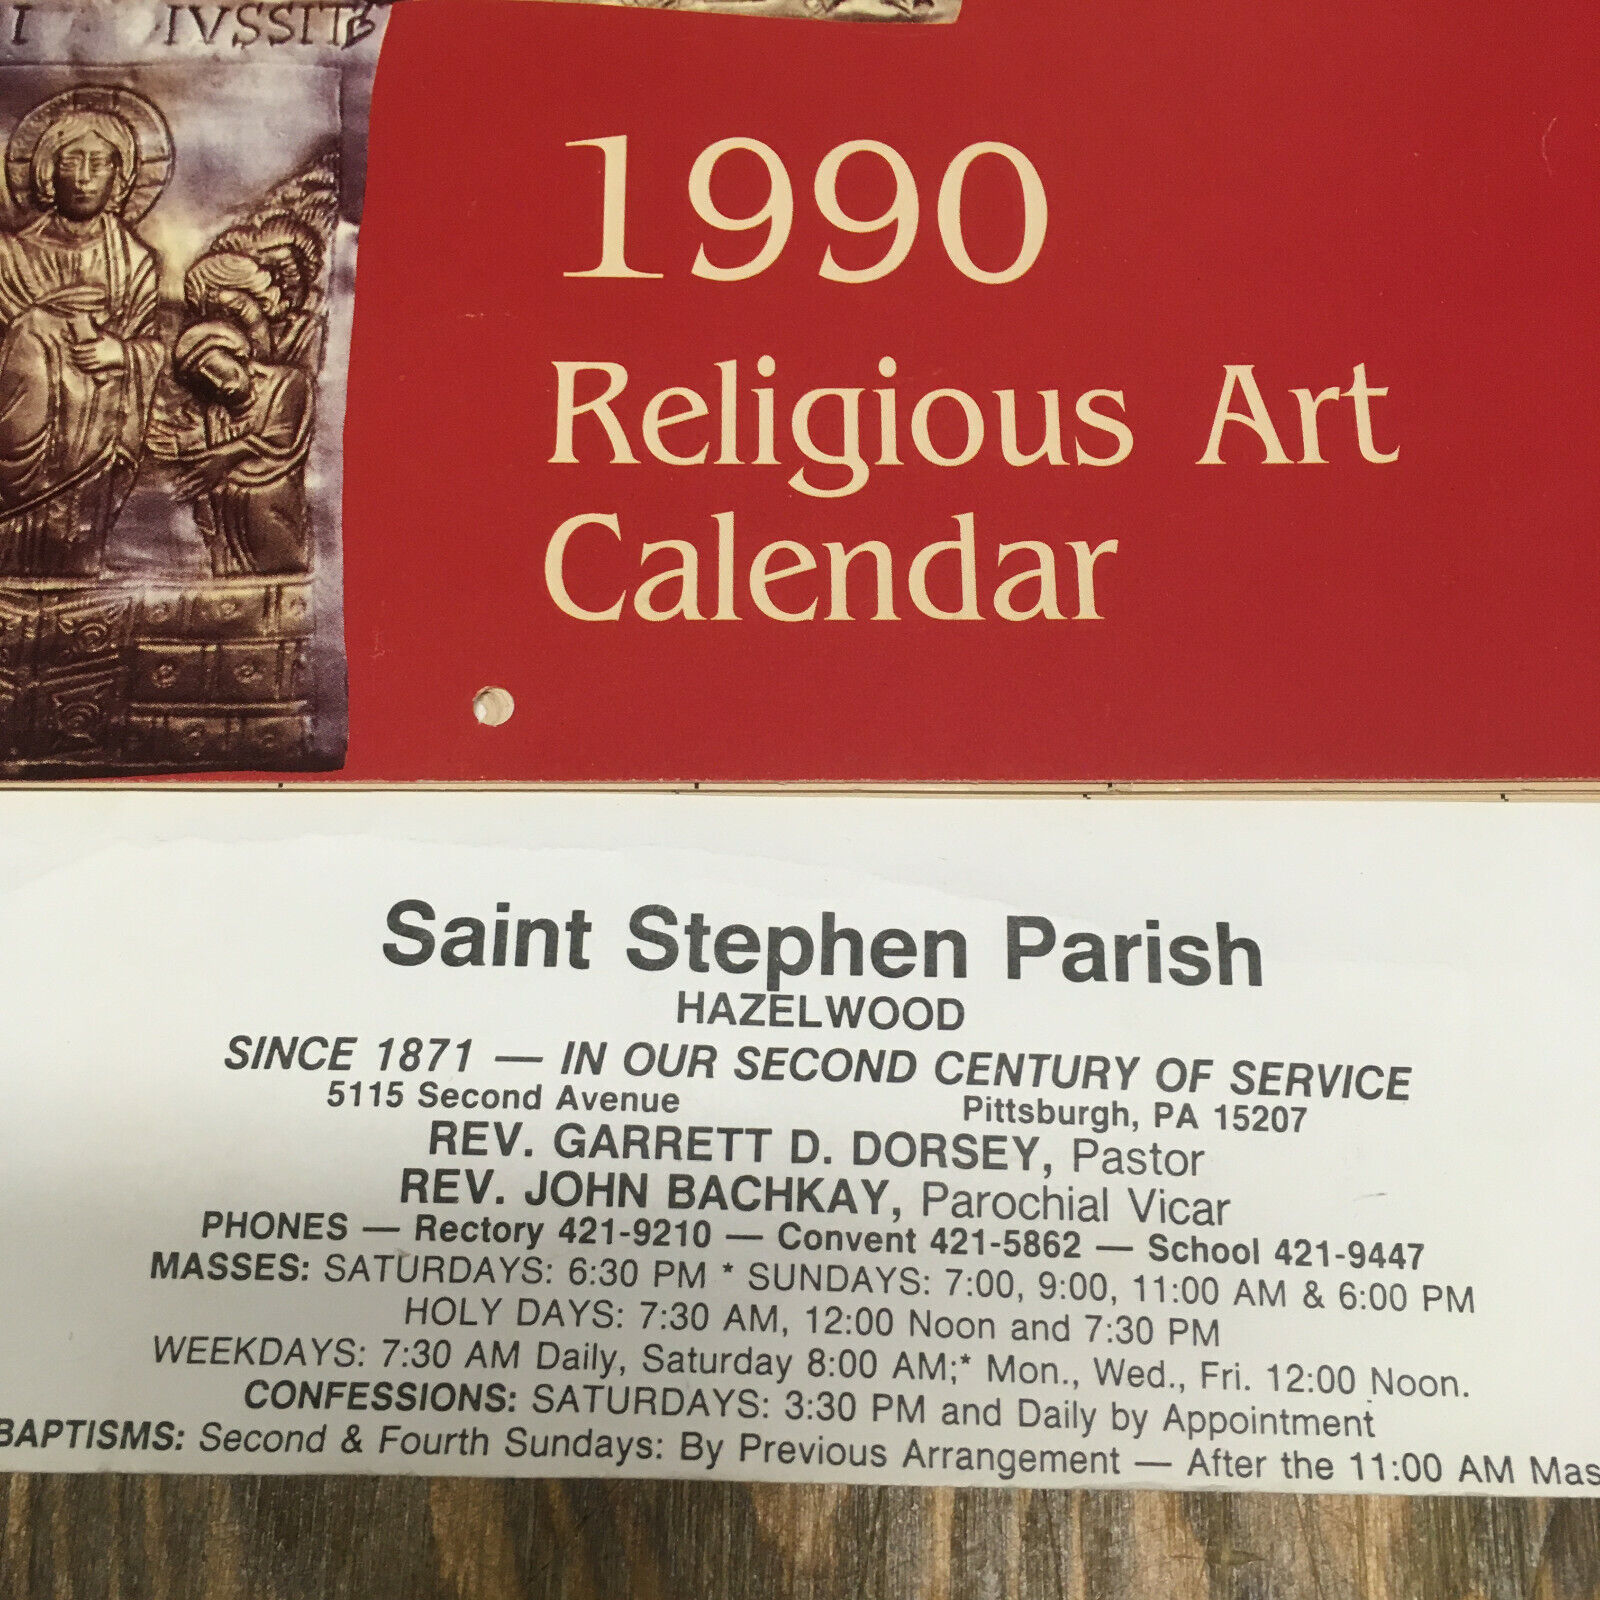 I IVSSIT
1990
Religious Art
Calendar
Saint Stephen Parish
HAZELWOOD
SINCE 1871 — IN OUR SECOND CENTURY OF SERVICE
5115 Second Avenue Pittsburgh, PA 15207
REV. GARRETT D. DORSEY, Pastor
REV. JOHN BACHKAY, Parochial Vicar
PHONES — Rectory 421-9210 — Convent 421-5862 — School 421-9447
MASSES: SATURDAYS: 6:30 PM * SUNDAYS: 7:00, 9:00, 11:00 AM & 6:00 PM
HOLY DAYS: 7:30 AM, 12:00 Noon and 7:30 PM
WEEKDAYS: 7:30 AM Daily, Saturday 8:00 AM;* Mon., Wed., Fri. 12:00 Noon.
CONFESSIONS: SATURDAYS: 3:30 PM and Daily by Appointment
BAPTISMS: Second & Fourth Sundays: By Previous Arrangement — After the 11:00 AM Mas